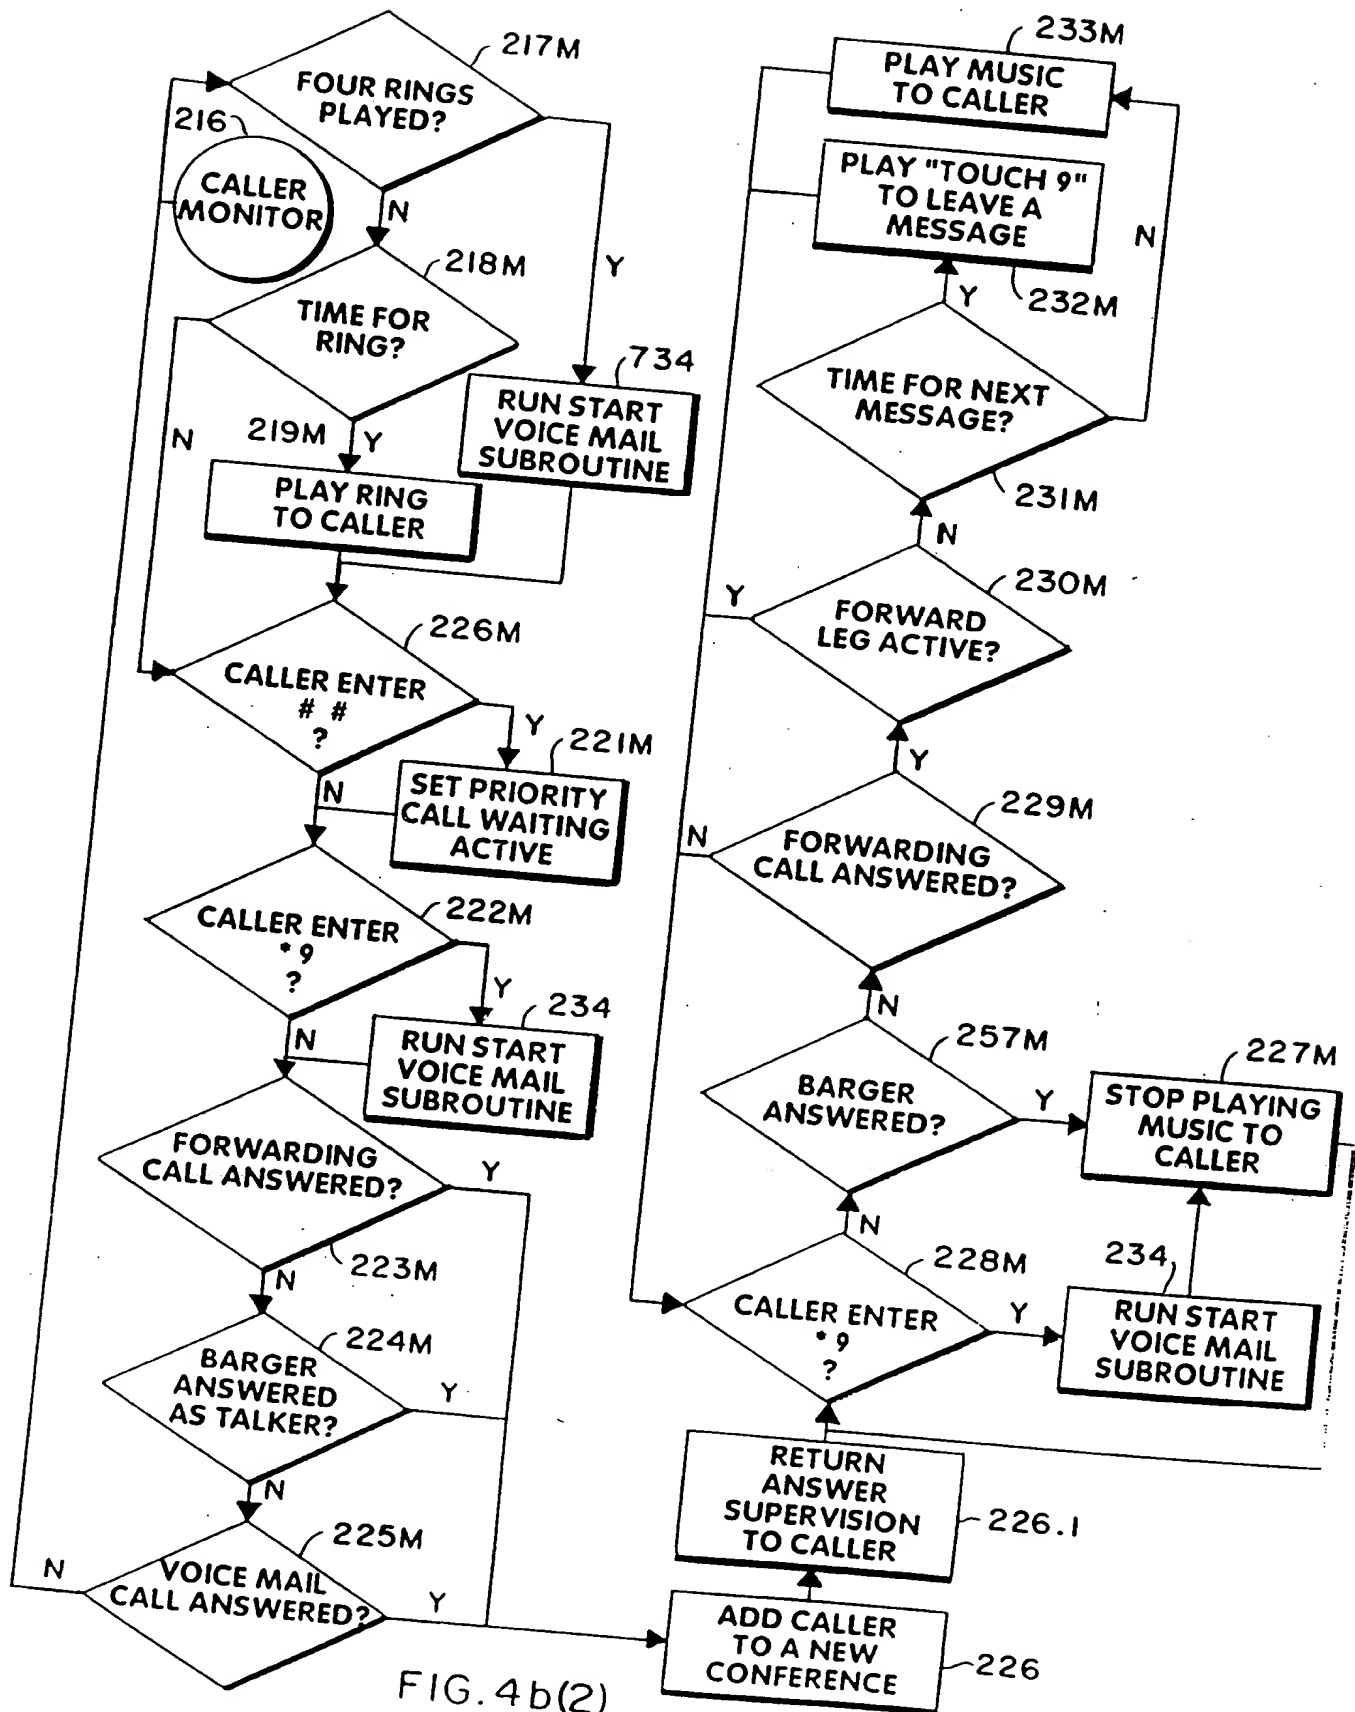 217M
FOUR RINGS
PLAYED?
216
CALLER
MONITOR
N
218M
Y
TIME FOR
RING?
734
RUN START
VOICE MAIL
SUBROUTINE
N
219M
Y
PLAY RING
TO CALLER
226M
CALLER ENTER
# #
?
Y
221M
N
SET PRIORITY
CALL WAITING
ACTIVE
222M
CALLER ENTER
*9
?
Y
234
N
RUN START
VOICE MAIL
SUBROUTINE
FORWARDING
CALL ANSWERED?
Y
223M
N
224M
BARGER
ANSWERED
AS TALKER?
Y
N
225M
N
VOICE MAIL
CALL ANSWERED?
Y
233M
PLAY MUSIC
TO CALLER
PLAY "TOUCH 9"
TO LEAVE A
MESSAGE
N
Y
232M
TIME FOR NEXT
MESSAGE?
231M
N
230M
Y
FORWARD
LEG ACTIVE?
Y
229M
N
FORWARDING
CALL ANSWERED?
N
257M
BARGER
ANSWERED?
Y
227M
STOP PLAYING
MUSIC TO
CALLER
N
228M
234
CALLER ENTER
*9
?
Y
RUN START
VOICE MAIL
SUBROUTINE
RETURN
ANSWER
SUPERVISION
TO CALLER
226.1
ADD CALLER
TO A NEW
CONFERENCE
226
FIG.4b(2)